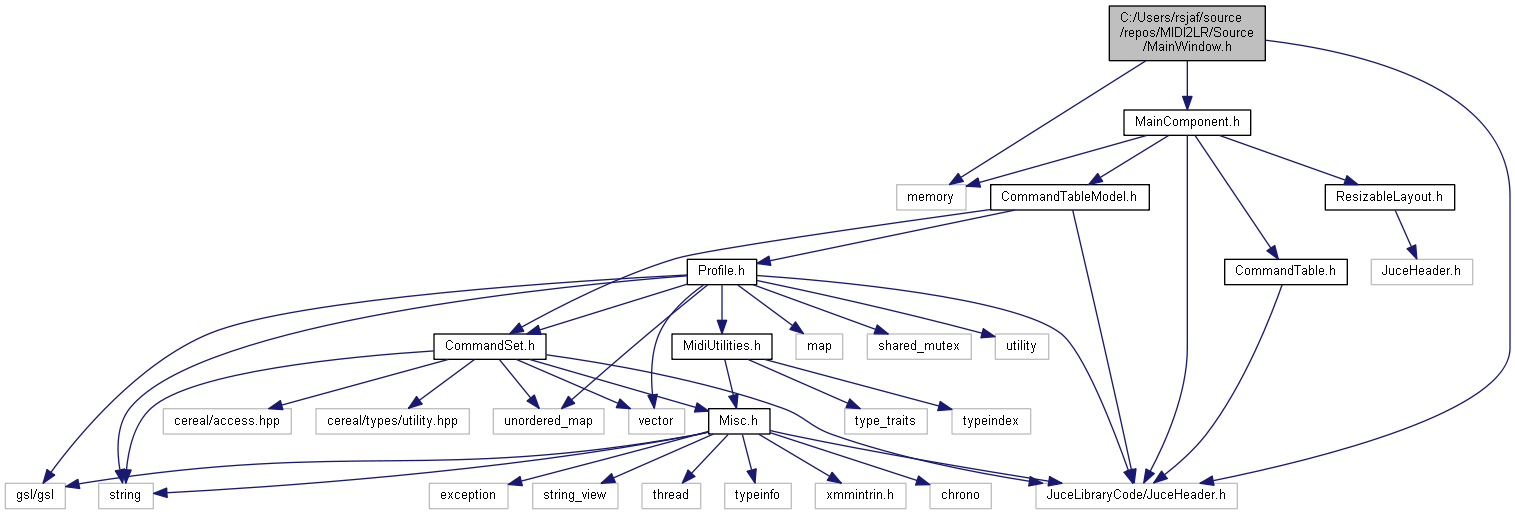 C:/Users/rsjaf/source
/repos/MIDI2LR/Source
/MainWindow.h
MainComponent.h
memory
CommandTableModel.h
ResizableLayout.h
Profile.h
CommandTable.h
JuceHeader.h
CommandSet.h
MidiUtilities.h
map
shared_mutex
utility
cereal/access.hpp
cereal/types/utility.hpp
unordered_map
vector
Misc.h
type_traits
typeindex
gsl/gsl
string
exception
string_view
thread
typeinfo
xmmintrin.h
chrono
JuceLibraryCode/JuceHeader.h